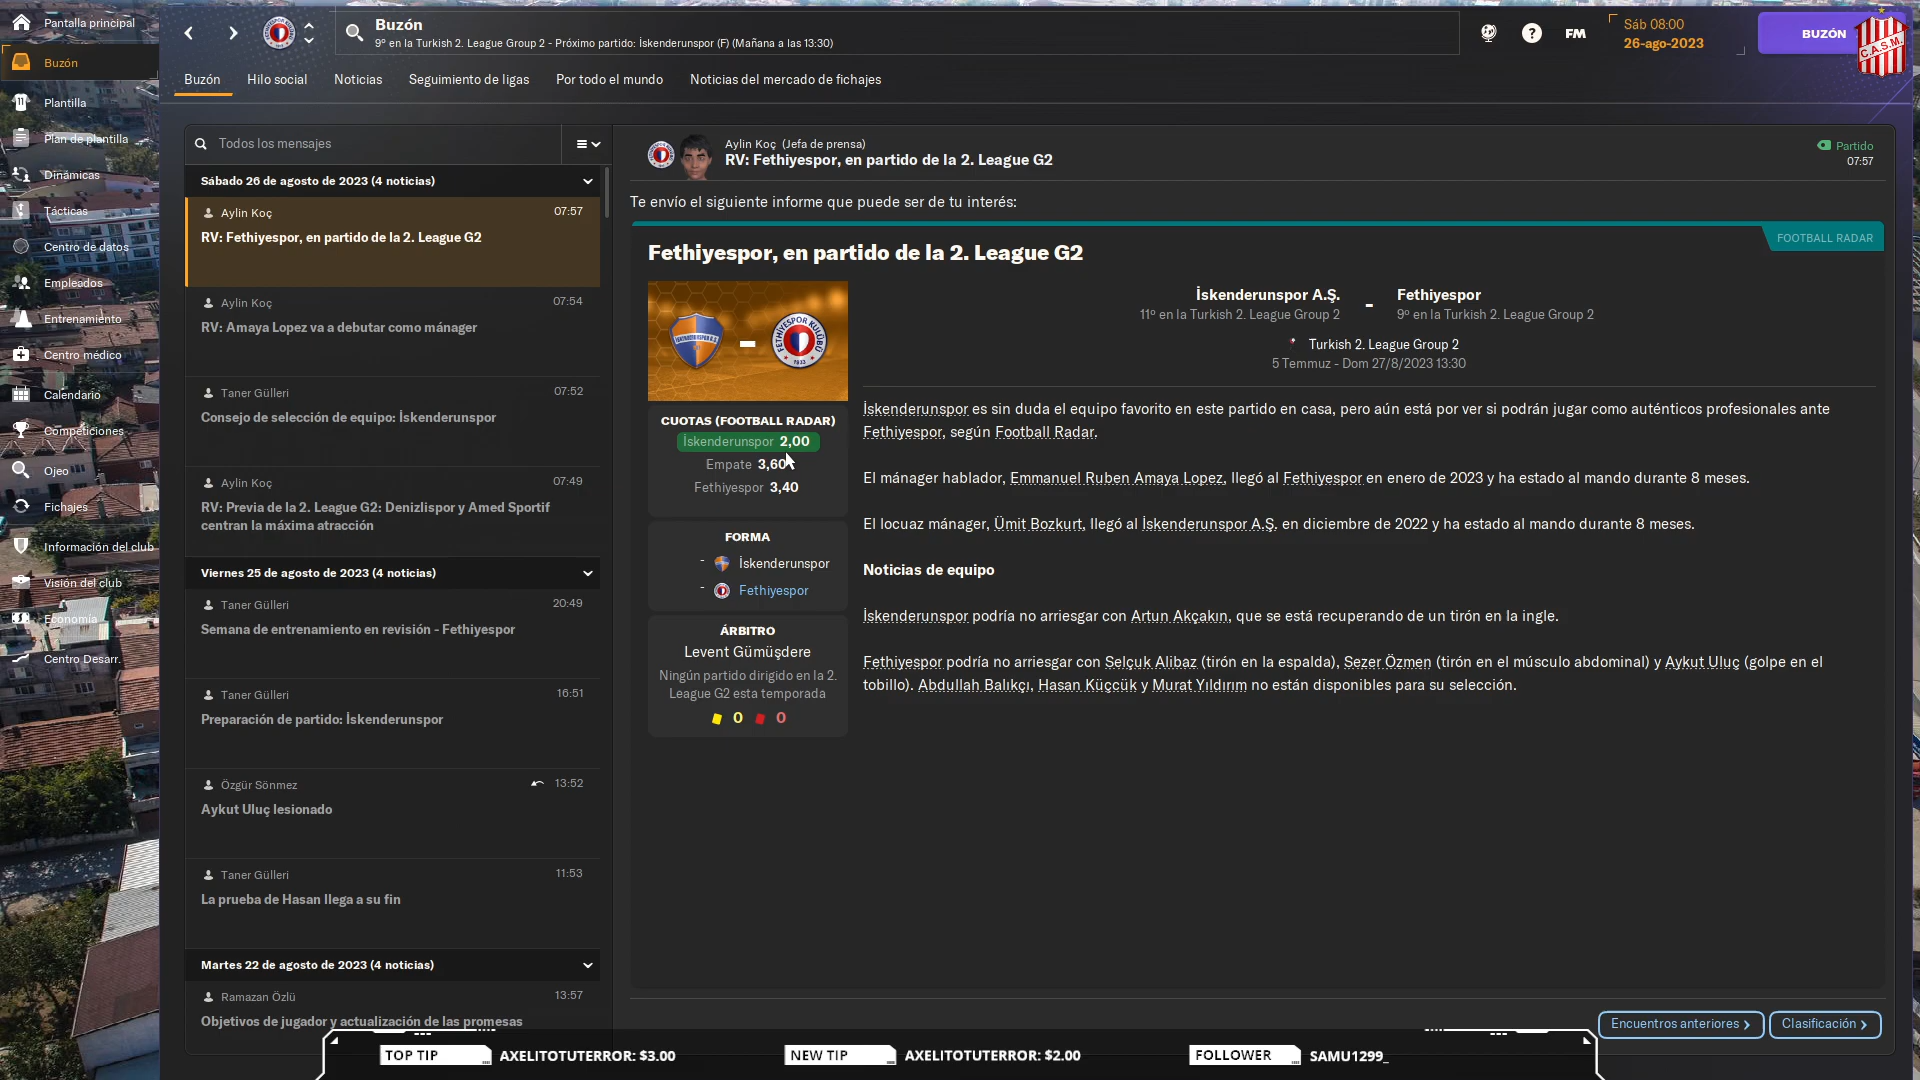 Pantalla principal
Buzón
Plantilla
Plan de plantilla
Dinámicas
Tácticas
Centro de datos
Empleados
Entrenamiento
Centro médico
Calendario
Competiciones
Ojeo
Fichajes
Información del club
Visión del club
Economía
Centro Desarr.
Buzón
9º en la Turkish 2. League Group 2 - Próximo partido: İskenderunspor (F) (Mañana a las 13:30)
FM
Sáb 08:00
26-ago-2023
BUZÓN
C.A.S.M.
Buzón
Hilo social
Noticias
Seguimiento de ligas
Por todo el mundo
Noticias del mercado de fichajes
Todos los mensajes
Sábado 26 de agosto de 2023 (4 noticias)
Aylin Koç 07:57
RV: Fethiyespor, en partido de la 2. League G2
Aylin Koç 07:54
RV: Amaya Lopez va a debutar como mánager
Taner Gülleri 07:52
Consejo de selección de equipo: İskenderunspor
Aylin Koç 07:49
RV: Previa de la 2. League G2: Denizlispor y Amed Sportif
centran la máxima atracción
Viernes 25 de agosto de 2023 (4 noticias)
Taner Gülleri 20:49
Semana de entrenamiento en revisión - Fethiyespor
Taner Gülleri 16:51
Preparación de partido: İskenderunspor
Özgür Sönmez 13:52
Aykut Uluç lesionado
Taner Gülleri 11:53
La prueba de Hasan llega a su fin
Martes 22 de agosto de 2023 (4 noticias)
Ramazan Özlü 13:57
Objetivos de jugador y actualización de las promesas
Aylin Koç (Jefa de prensa)
RV: Fethiyespor, en partido de la 2. League G2
Partido
07:57
Te envío el siguiente informe que puede ser de tu interés:
FOOTBALL RADAR
Fethiyespor, en partido de la 2. League G2
İskenderunspor A.Ş. - Fethiyespor
11º en la Turkish 2. League Group 2
9º en la Turkish 2. League Group 2
Turkish 2. League Group 2
5 Temmuz - Dom 27/8/2023 13:30
CUOTAS (FOOTBALL RADAR)
İskenderunspor 2,00
Empate 3,60
Fethiyespor 3,40
FORMA
- İskenderunspor
- Fethiyespor
ÁRBITRO
Levent Gümüşdere
Ningún partido dirigido en la 2.
League G2 esta temporada
0 0
İskenderunspor es sin duda el equipo favorito en este partido en casa, pero aún está por ver si podrán jugar como auténticos profesionales ante
Fethiyespor, según Football Radar.
El mánager hablador, Emmanuel Ruben Amaya Lopez, llegó al Fethiyespor en enero de 2023 y ha estado al mando durante 8 meses.
El locuaz mánager, Ümit Bozkurt, llegó al İskenderunspor A.Ş. en diciembre de 2022 y ha estado al mando durante 8 meses.
Noticias de equipo
İskenderunspor podría no arriesgar con Artun Akçakın, que se está recuperando de un tirón en la ingle.
Fethiyespor podría no arriesgar con Selçuk Alibaz (tirón en la espalda), Sezer Özmen (tirón en el músculo abdominal) y Aykut Uluç (golpe en el
tobillo). Abdullah Balıkçı, Hasan Küçcük y Murat Yıldırım no están disponibles para su selección.
Encuentros anteriores
Clasificación
TOP TIP AXELITOTUTERROR: $3.00
NEW TIP AXELITOTUTERROR: $2.00
FOLLOWER SAMU1299_